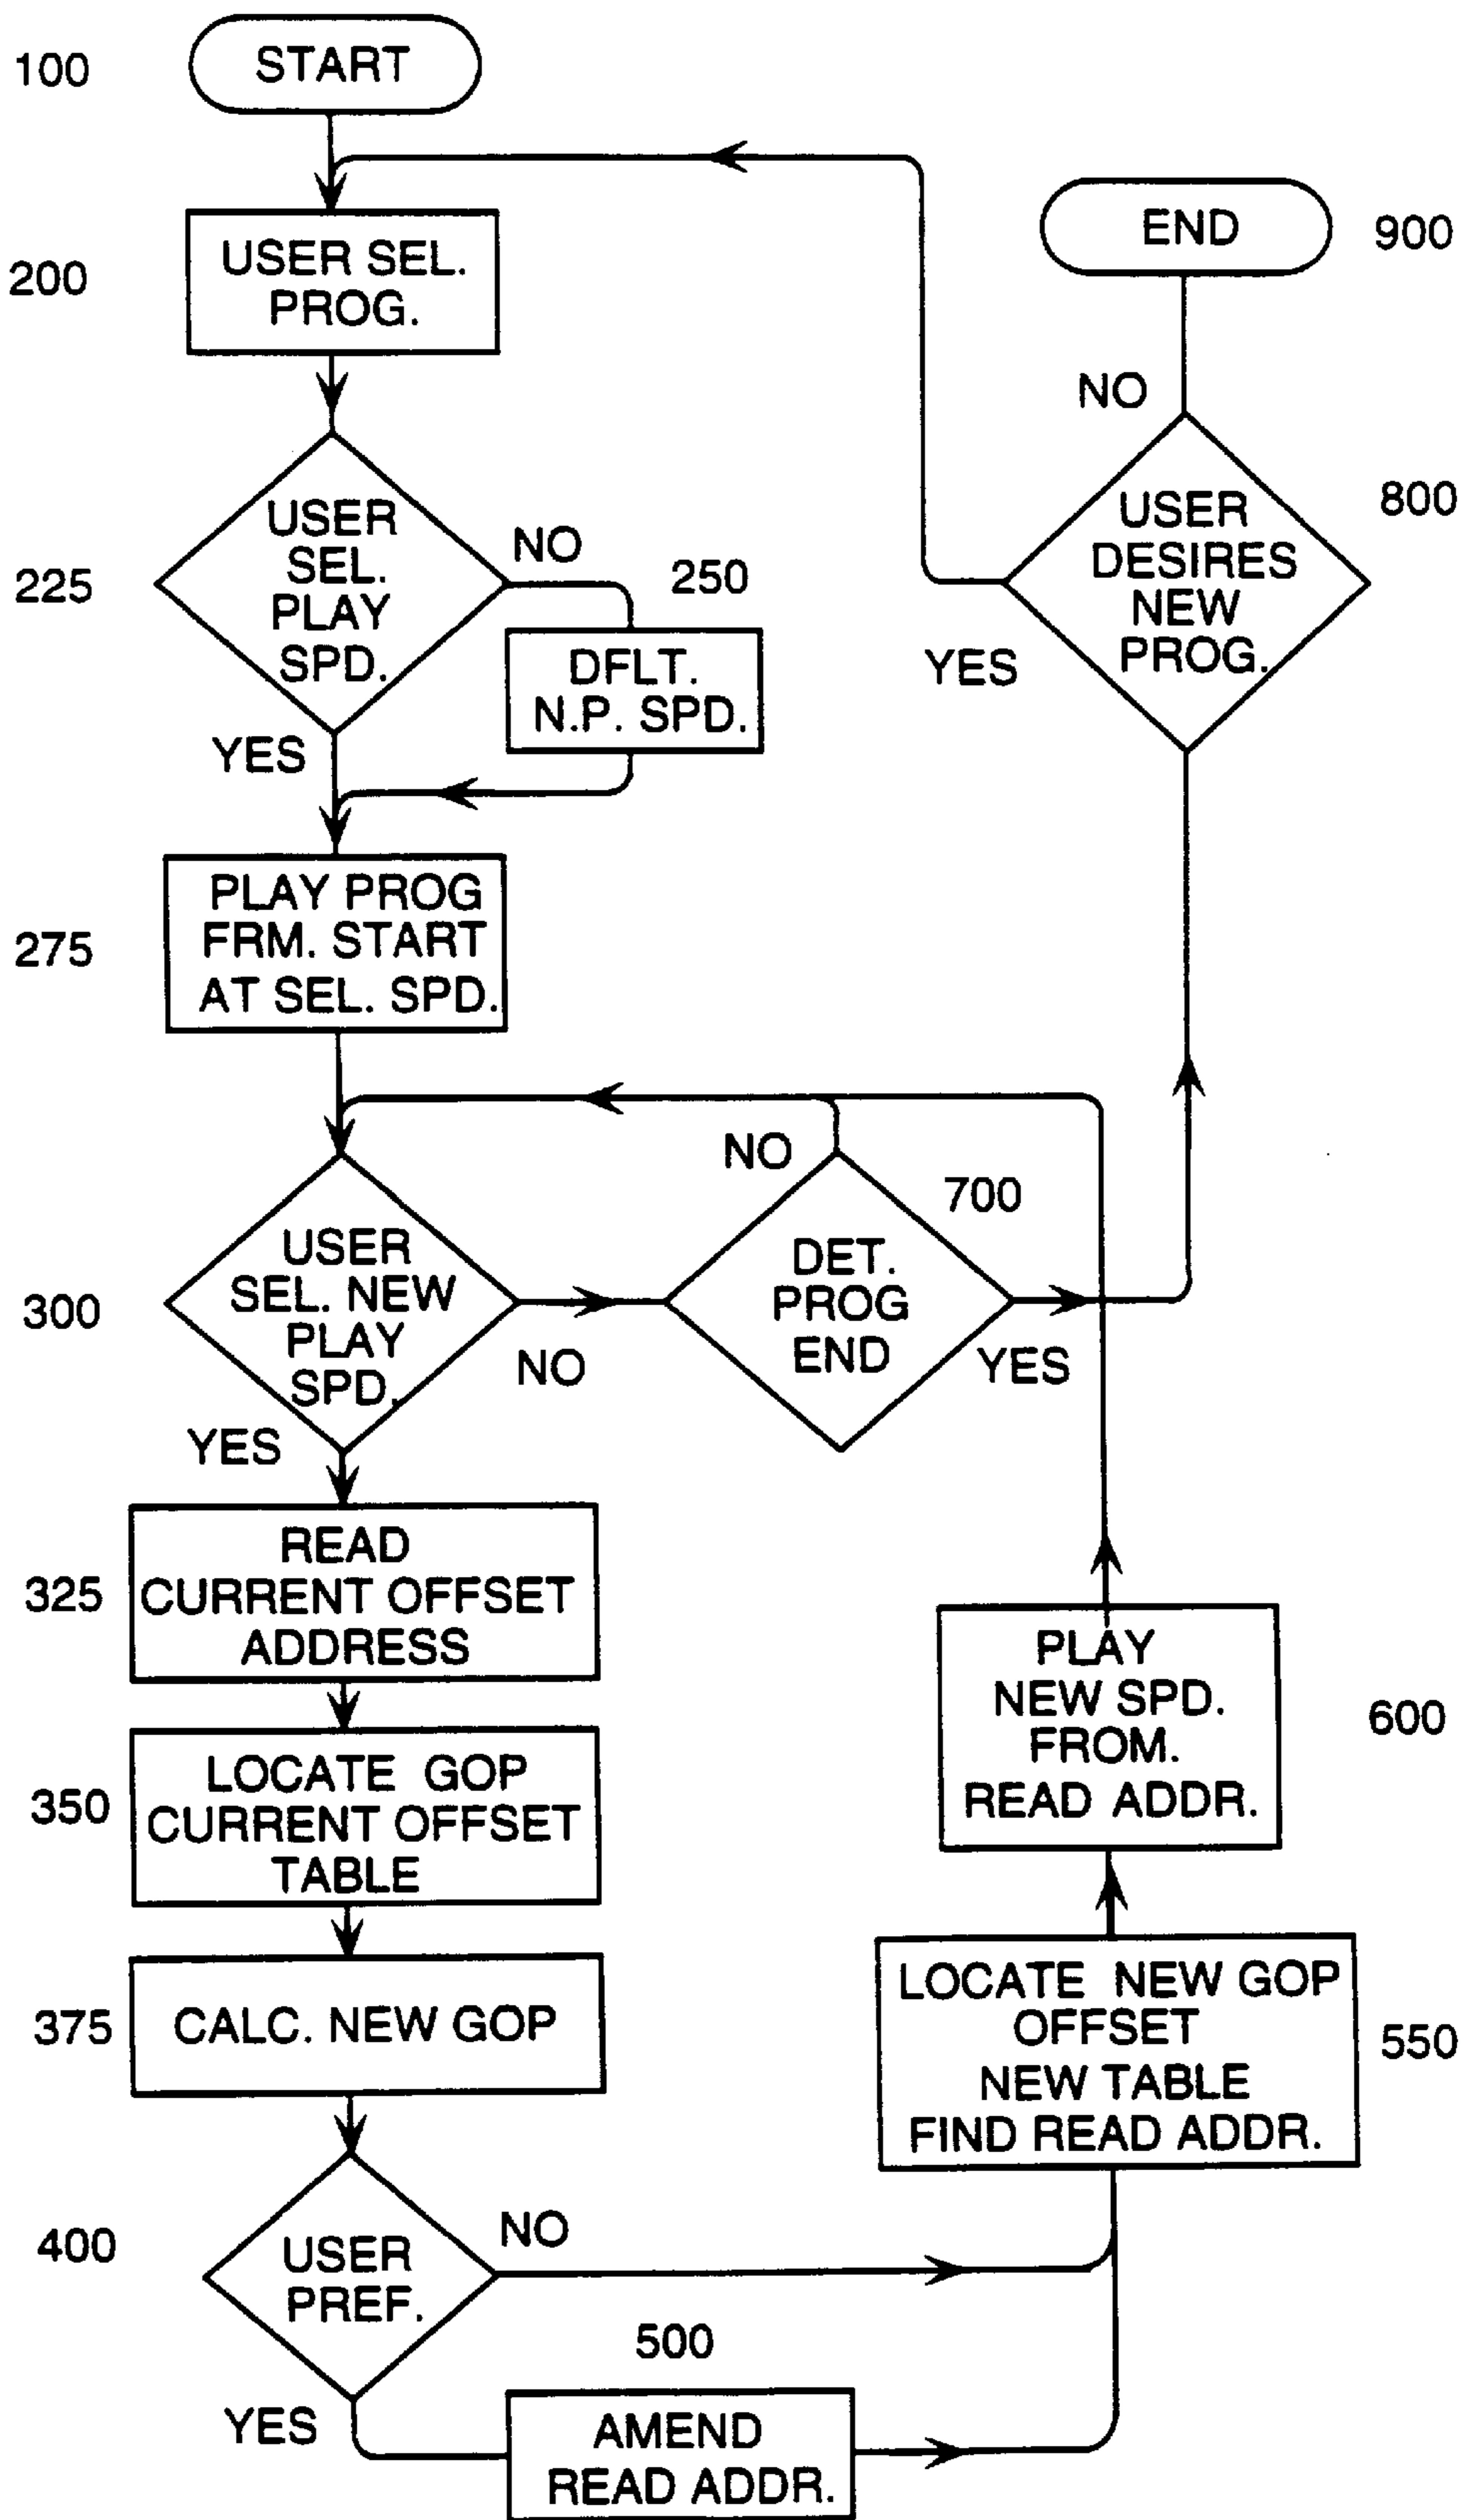 100
START
200
USER SEL.
PROG.
225
USER
SEL.
PLAY
SPD.
NO
YES
250
DFLT.
N.P. SPD.
275
PLAY PROG
FRM. START
AT SEL. SPD.
300
USER
SEL. NEW
PLAY
SPD.
NO
YES
700
DET.
PROG
END
NO
YES
325
READ
CURRENT OFFSET
ADDRESS
350
LOCATE GOP
CURRENT OFFSET
TABLE
375
CALC. NEW GOP
400
USER
PREF.
NO
YES
500
AMEND
READ ADDR.
550
LOCATE NEW GOP
OFFSET
NEW TABLE
FIND READ ADDR.
600
PLAY
NEW SPD.
FROM.
READ ADDR.
800
USER
DESIRES
NEW
PROG.
YES
NO
END
900